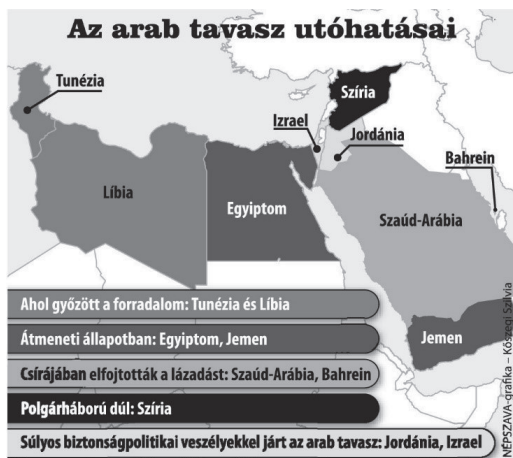 Az arab tavasz utóhatásai
Tunézia
Szíria
Izrael
Jordánia
Bahrein
Líbia
Egyiptom
Szaúd-Arábia
Jemen
Ahol győzött a forradalom: Tunézia és Líbia
Átmeneti állapotban: Egyiptom, Jemen
Csírájában elfojtották a lázadást: Szaúd-Arábia, Bahrein
Polgárháború dúl: Szíria
Súlyos biztonságpolitikai veszélyekkel járt az arab tavasz: Jordánia, Izrael
NÉPSZAVA-grafika – Kőszegi Szilvia